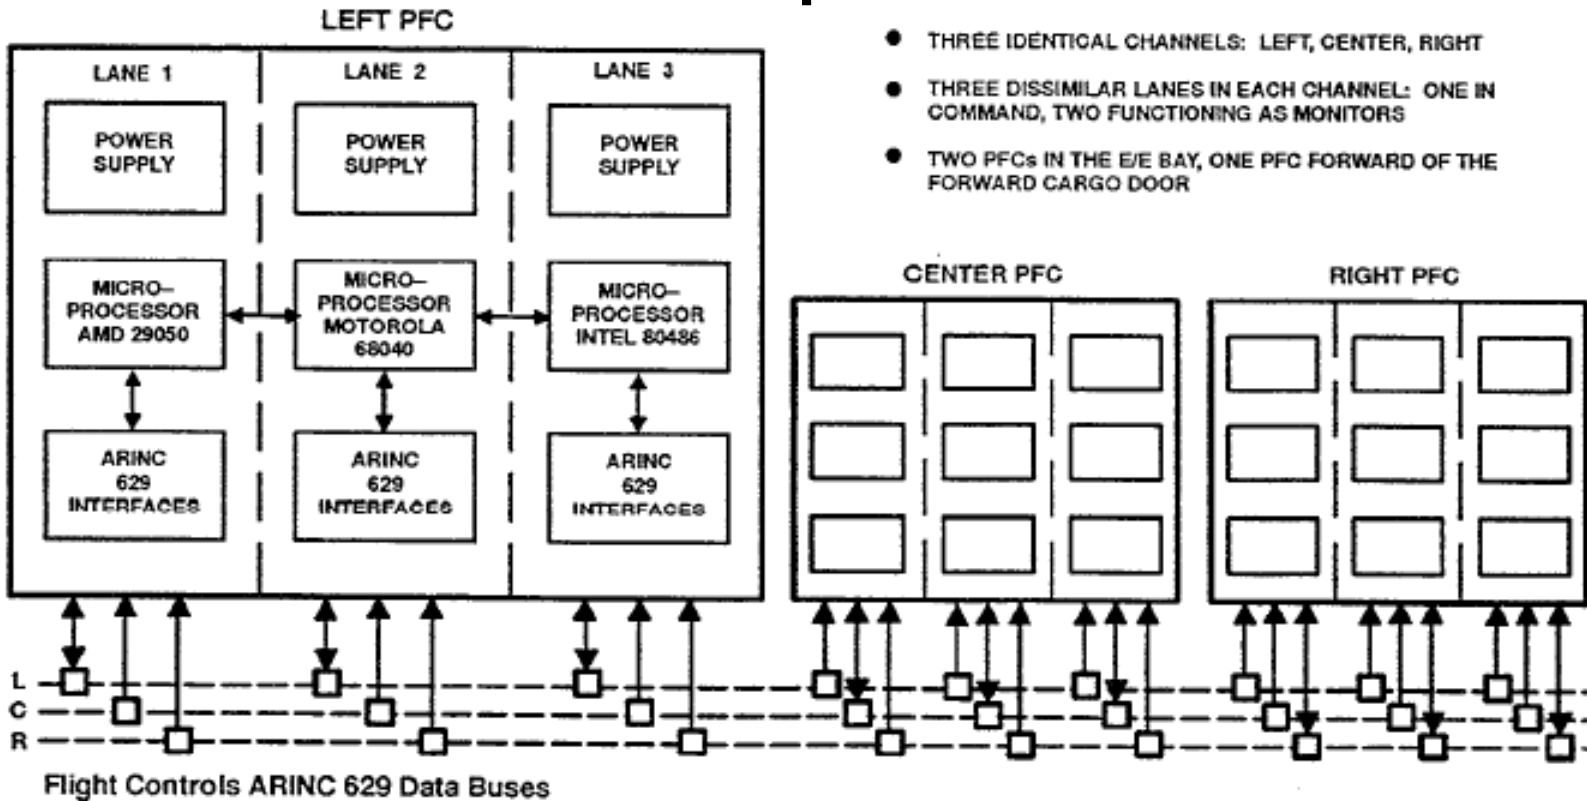 LEFT PFC
LANE 1
LANE 2
LANE 3
POWER
SUPPLY
POWER
SUPPLY
POWER
SUPPLY
MICRO–
PROCESSOR
AMD 29050
MICRO–
PROCESSOR
MOTOROLA
68040
MICRO–
PROCESSOR
INTEL 80486
ARINC
629
INTERFACES
ARINC
629
INTERFACES
ARINC
629
INTERFACES
● THREE IDENTICAL CHANNELS: LEFT, CENTER, RIGHT
● THREE DISSIMILAR LANES IN EACH CHANNEL: ONE IN
COMMAND, TWO FUNCTIONING AS MONITORS
● TWO PFCs IN THE E/E BAY, ONE PFC FORWARD OF THE
FORWARD CARGO DOOR
CENTER PFC
RIGHT PFC
L
C
R
Flight Controls ARINC 629 Data Buses